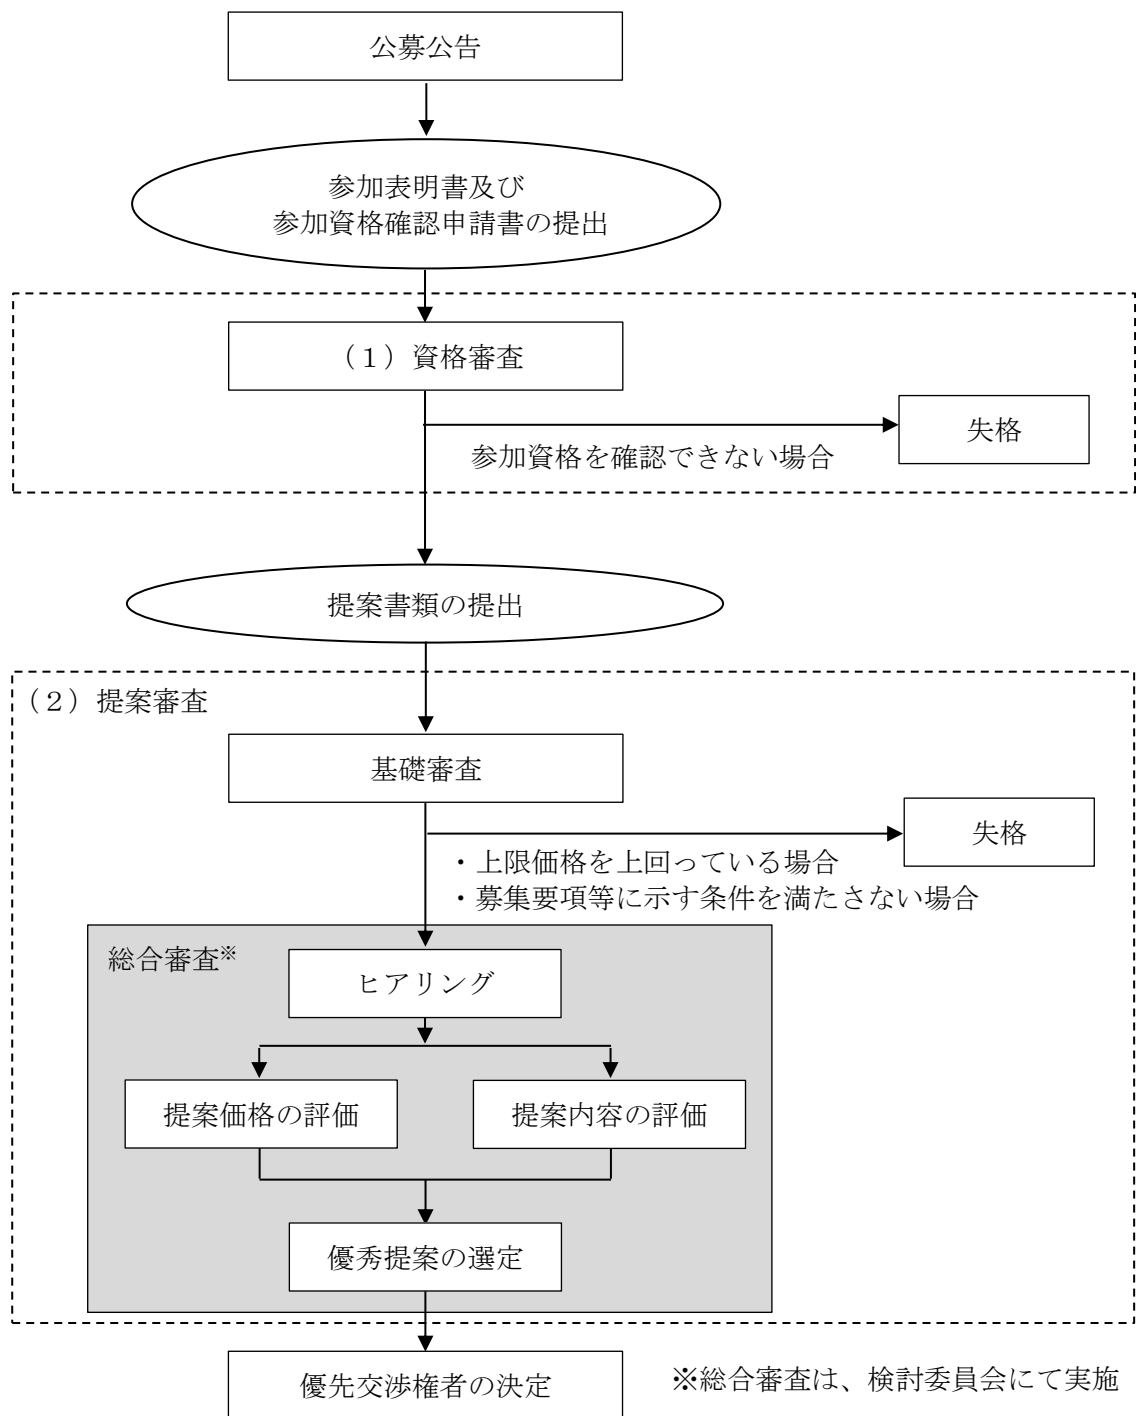 公募公告
参加表明書及び
参加資格確認申請書の提出
（１）資格審査
失格
参加資格を確認できない場合
提案書類の提出
（２）提案審査
基礎審査
失格
・上限価格を上回っている場合
・募集要項等に示す条件を満たさない場合
総合審査※
ヒアリング
提案価格の評価
提案内容の評価
優秀提案の選定
優先交渉権者の決定
※総合審査は、検討委員会にて実施